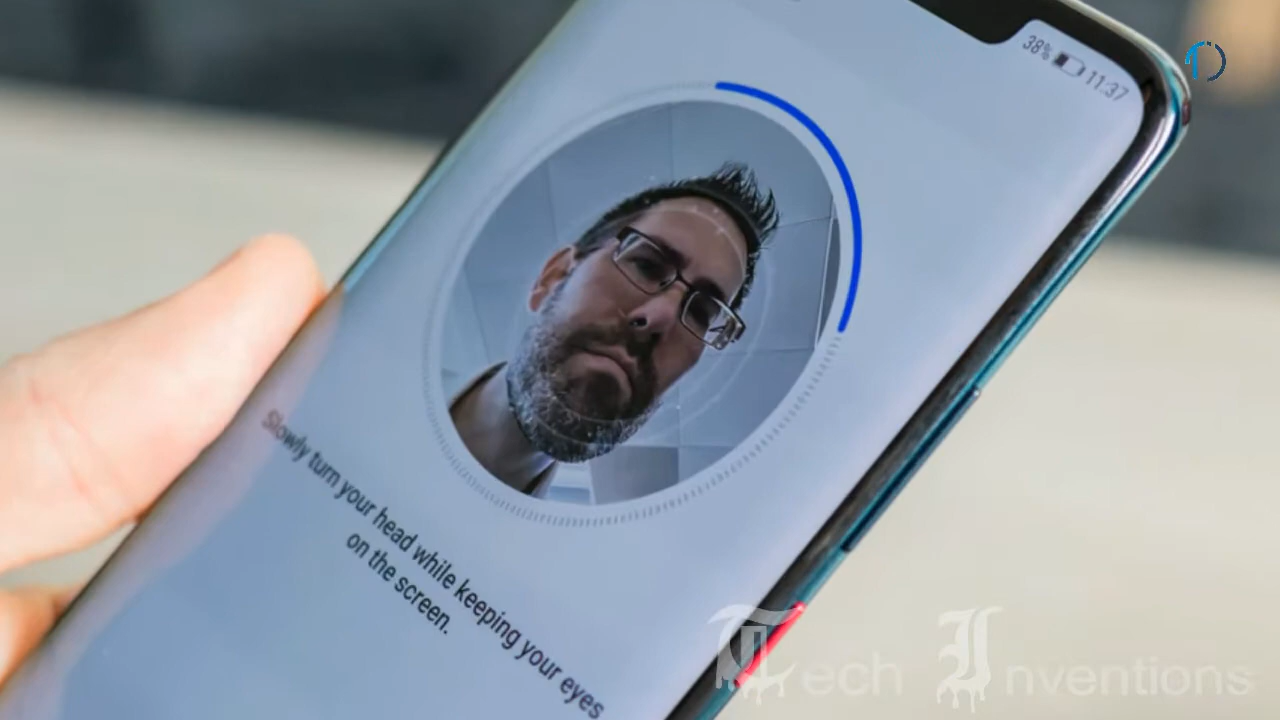 38% 11:37
Slowly turn your head while keeping your eyes
on the screen.
Tech Inventions